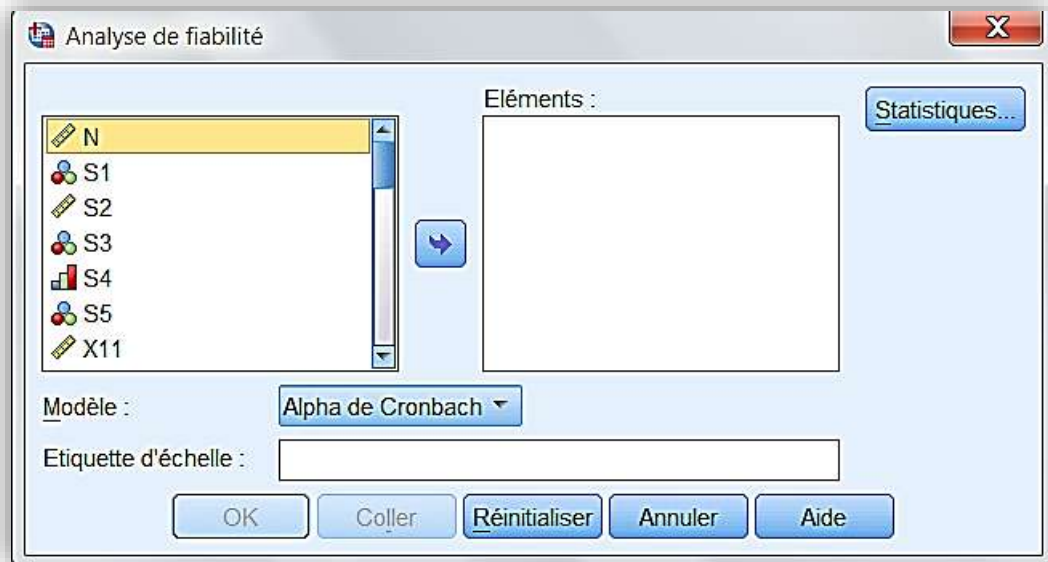 Analyse de fiabilité
X
Eléments :
Statistiques...
N
S1
S2
S3
S4
S5
X11
Modèle :
Alpha de Cronbach
Etiquette d'échelle :
OK
Coller
Réinitialiser
Annuler
Aide